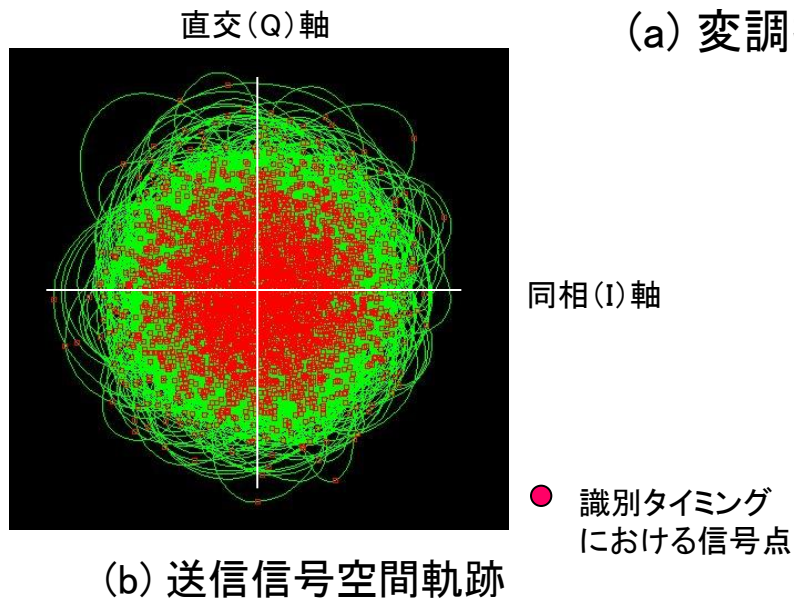 直交(Q)軸
(a) 変調
同相(I)軸
識別タイミング
における信号点
(b) 送信信号空間軌跡